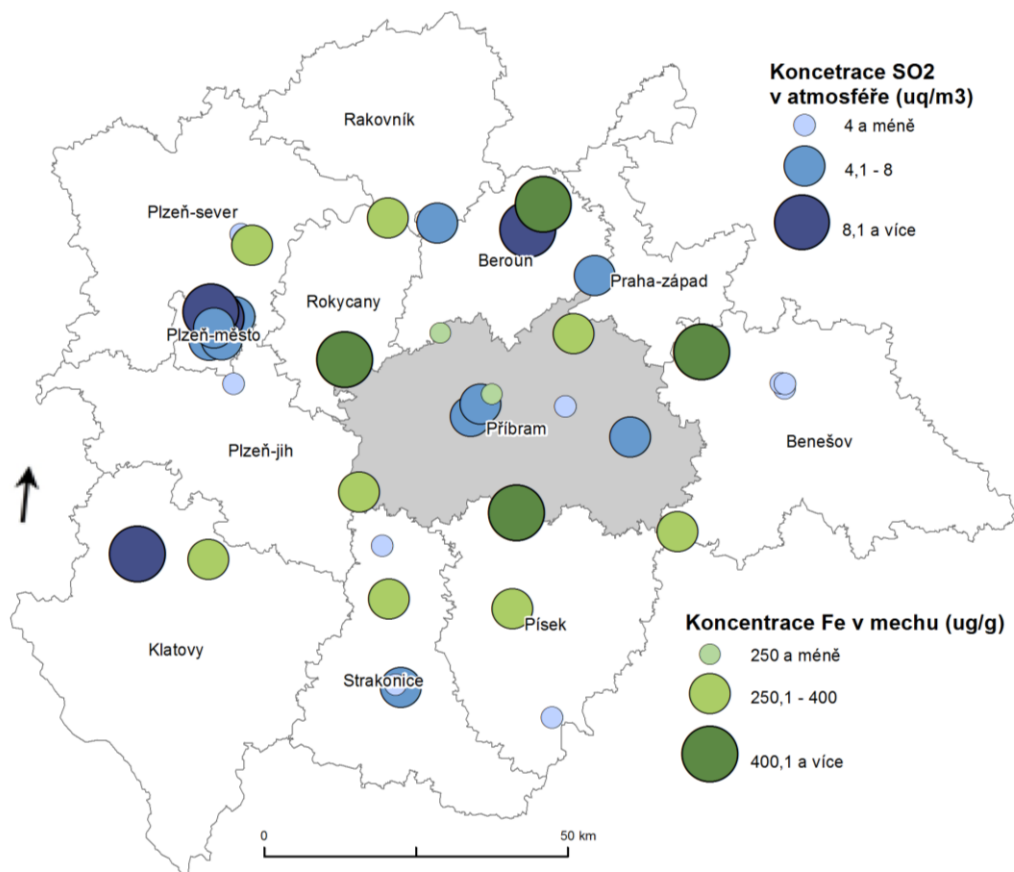 Koncetrace SO2
v atmosféře (uq/m3)
4 a méně
4,1 - 8
8,1 a více
Rakovník
Plzeň-sever
Beroun
Praha-západ
Rokycany
Plzeň-město
Příbram
Benešov
Plzeň-jih
Koncentrace Fe v mechu (ug/g)
250 a méně
250,1 - 400
400,1 a více
Písek
Klatovy
Strakonice
0 50 km